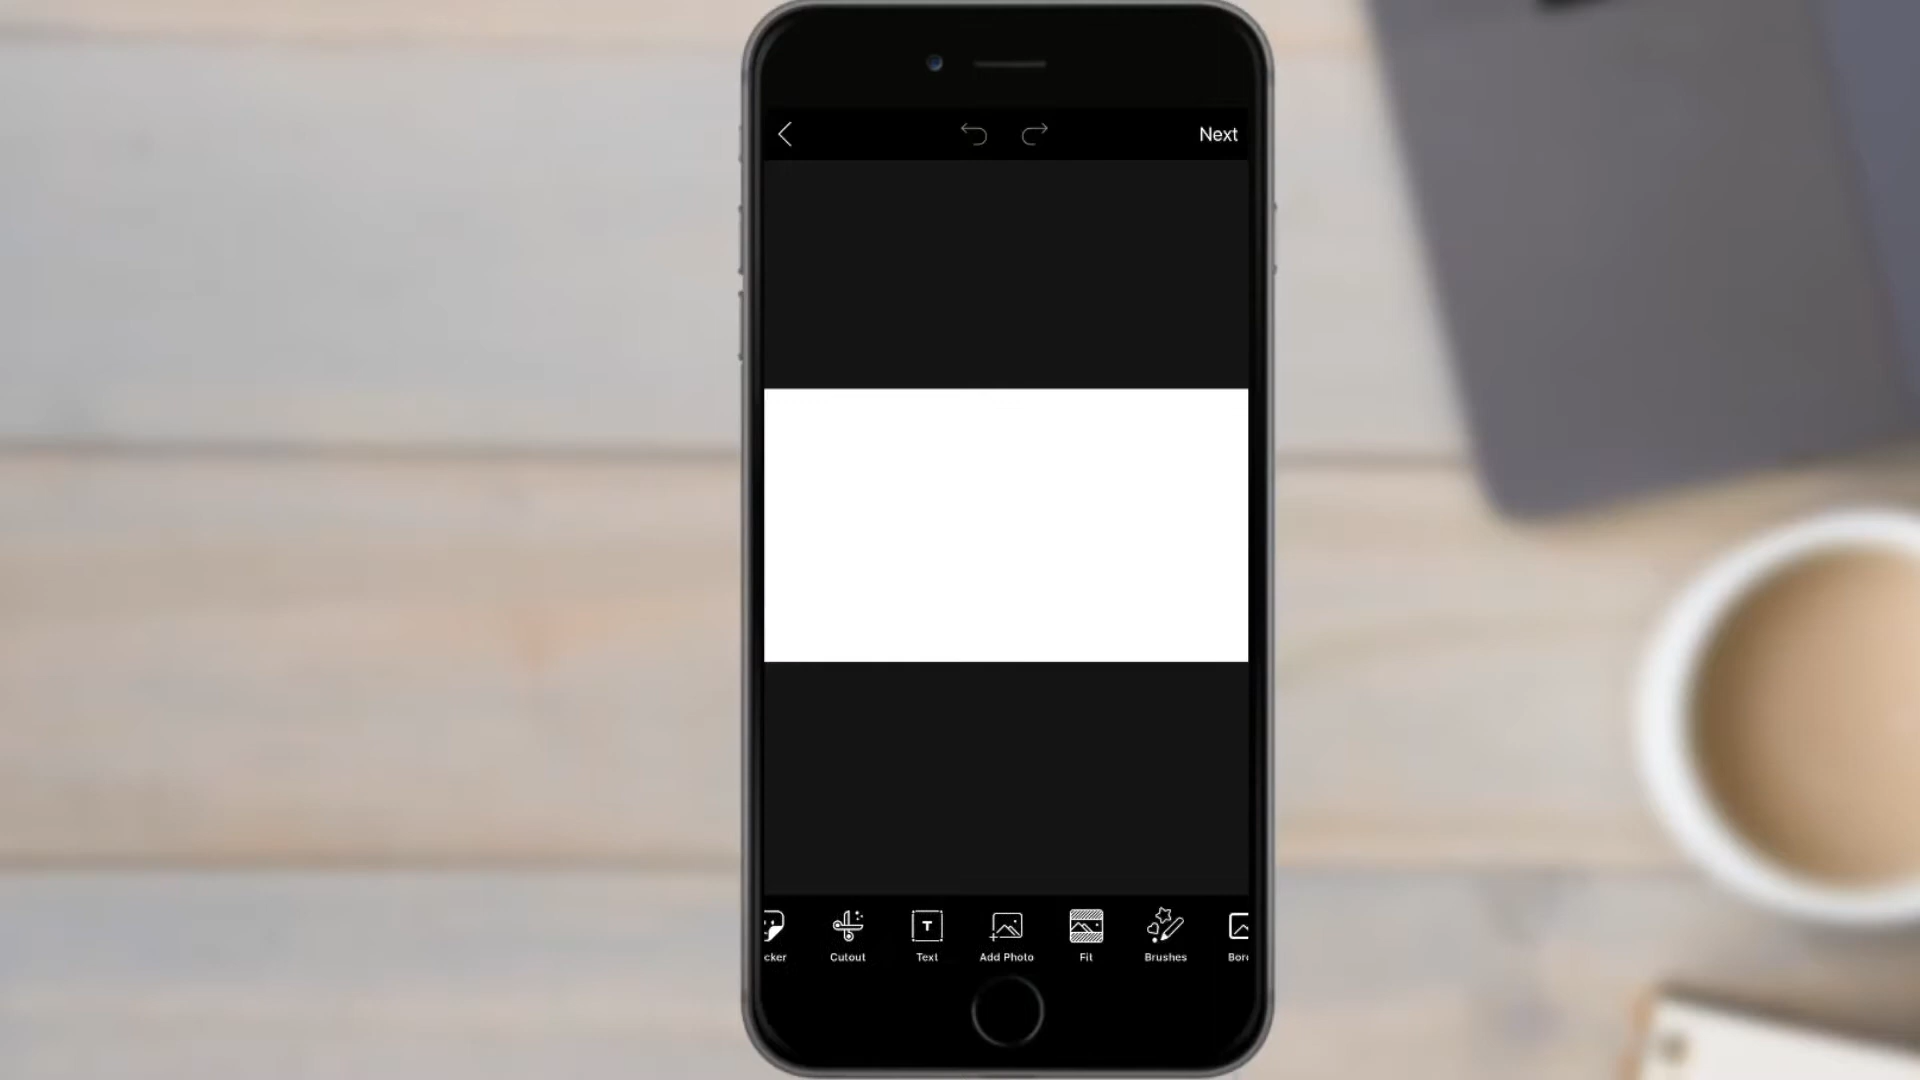 Next
cker
Cutout
T
Text
Add Photo
Fit
Brushes
Bor